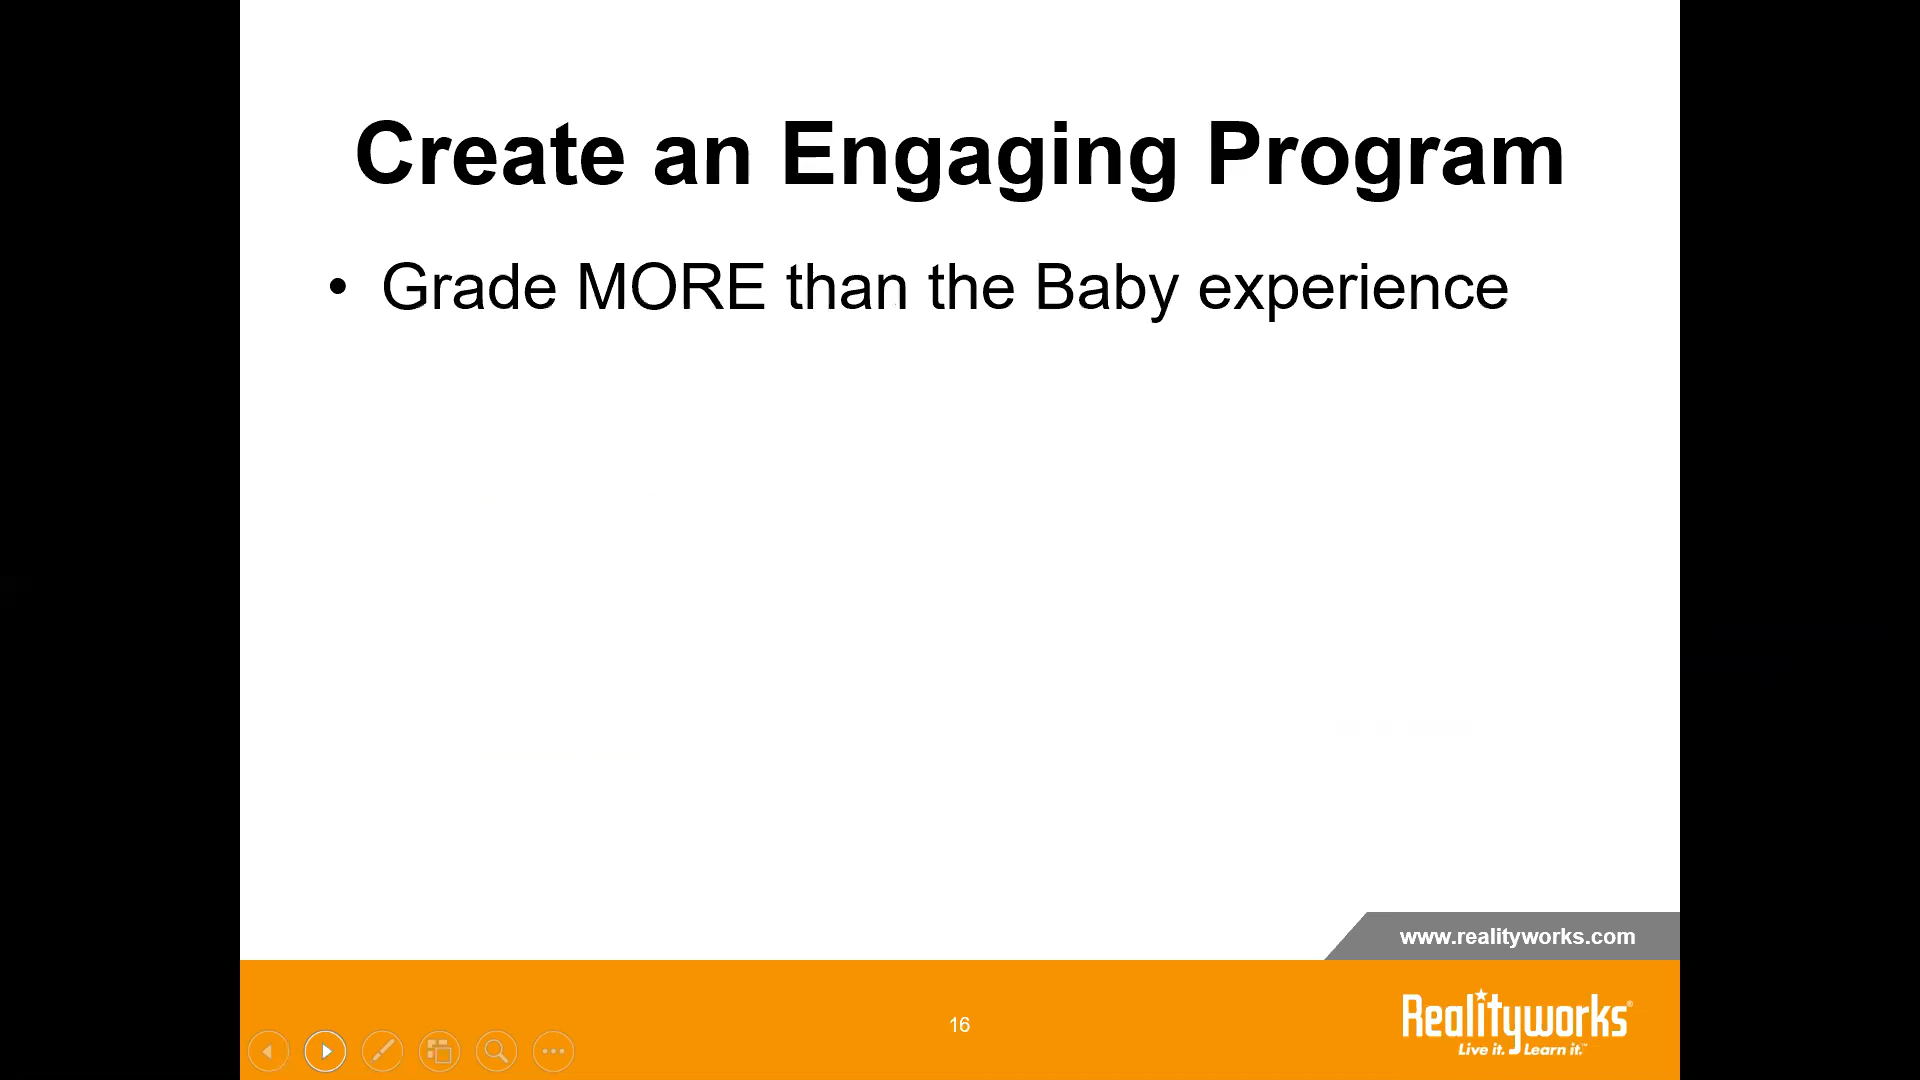 Create an Engaging Program
• Grade MORE than the Baby experience
www.realityworks.com
16
Realityworks®
Live it. Learn it.™